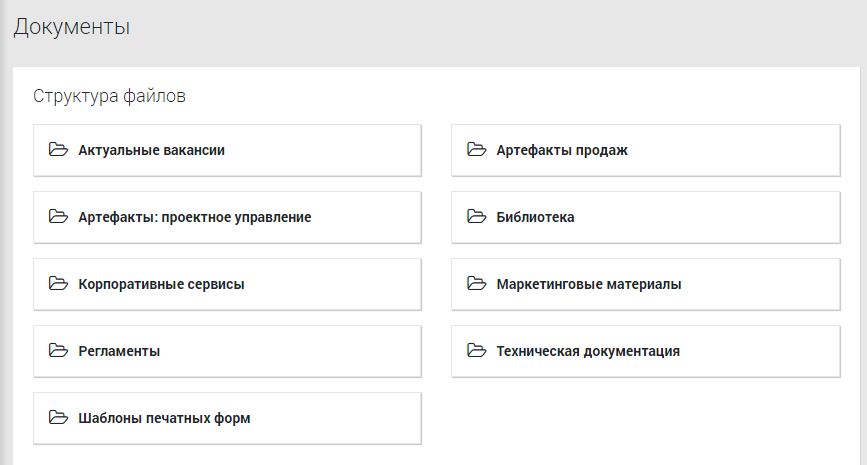 Документы
Структура файлов
Актуальные вакансии
Артефакты продаж
Артефакты: проектное управление
Библиотека
Корпоративные сервисы
Маркетинговые материалы
Регламенты
Техническая документация
Шаблоны печатных форм